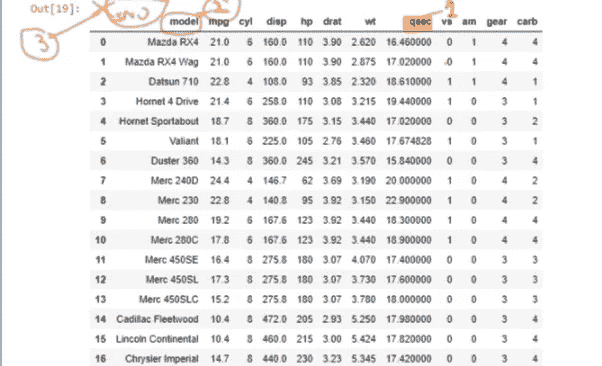 Out[19]:
3 2 1
model mpg cyl disp hp drat wt qsec vs am gear carb
0 Mazda RX4 21.0 6 160.0 110 3.90 2.620 16.460000 0 1 4 4
1 Mazda RX4 Wag 21.0 6 160.0 110 3.90 2.875 17.020000 0 1 4 4
2 Datsun 710 22.8 4 108.0 93 3.85 2.320 18.610000 1 1 4 1
3 Hornet 4 Drive 21.4 6 258.0 110 3.08 3.215 19.440000 1 0 3 1
4 Hornet Sportabout 18.7 8 360.0 175 3.15 3.440 17.020000 0 0 3 2
5 Valiant 18.1 6 225.0 105 2.76 3.460 17.674828 1 0 3 1
6 Duster 360 14.3 8 360.0 245 3.21 3.570 15.840000 0 0 3 4
7 Merc 240D 24.4 4 146.7 62 3.69 3.190 20.000000 1 0 4 2
8 Merc 230 22.8 4 140.8 95 3.92 3.150 22.900000 1 0 4 2
9 Merc 280 19.2 6 167.6 123 3.92 3.440 18.300000 1 0 4 4
10 Merc 280C 17.8 6 167.6 123 3.92 3.440 18.900000 1 0 4 4
11 Merc 450SE 16.4 8 275.8 180 3.07 4.070 17.400000 0 0 3 3
12 Merc 450SL 17.3 8 275.8 180 3.07 3.730 17.600000 0 0 3 3
13 Merc 450SLC 15.2 8 275.8 180 3.07 3.780 18.000000 0 0 3 3
14 Cadillac Fleetwood 10.4 8 472.0 205 2.93 5.250 17.980000 0 0 3 4
15 Lincoln Continental 10.4 8 460.0 215 3.00 5.424 17.820000 0 0 3 4
16 Chrysler Imperial 14.7 8 440.0 230 3.23 5.345 17.420000 0 0 3 4